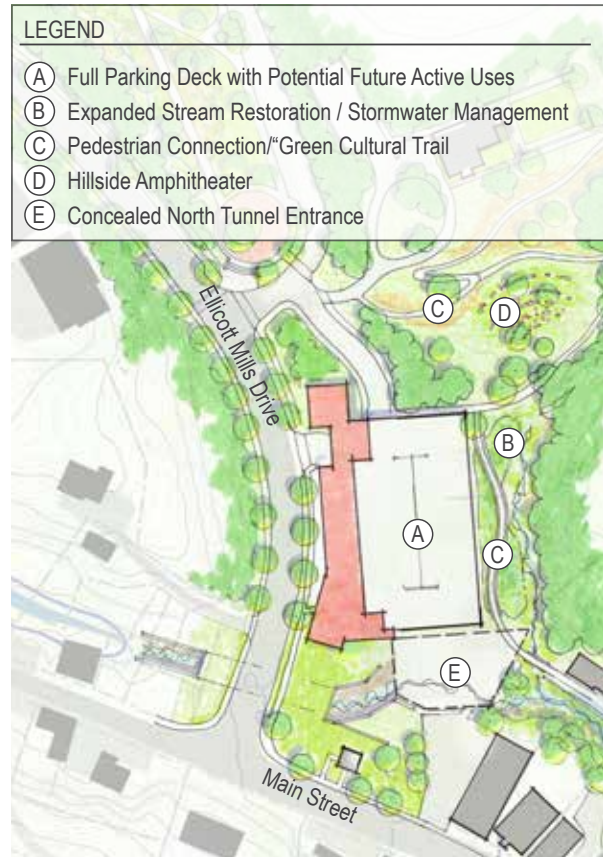 LEGEND
A Full Parking Deck with Potential Future Active Uses
B Expanded Stream Restoration / Stormwater Management
C Pedestrian Connection/“Green Cultural Trail
D Hillside Amphitheater
E Concealed North Tunnel Entrance
Ellicott Mills Drive
C
D
B
A
C
E
Main Street